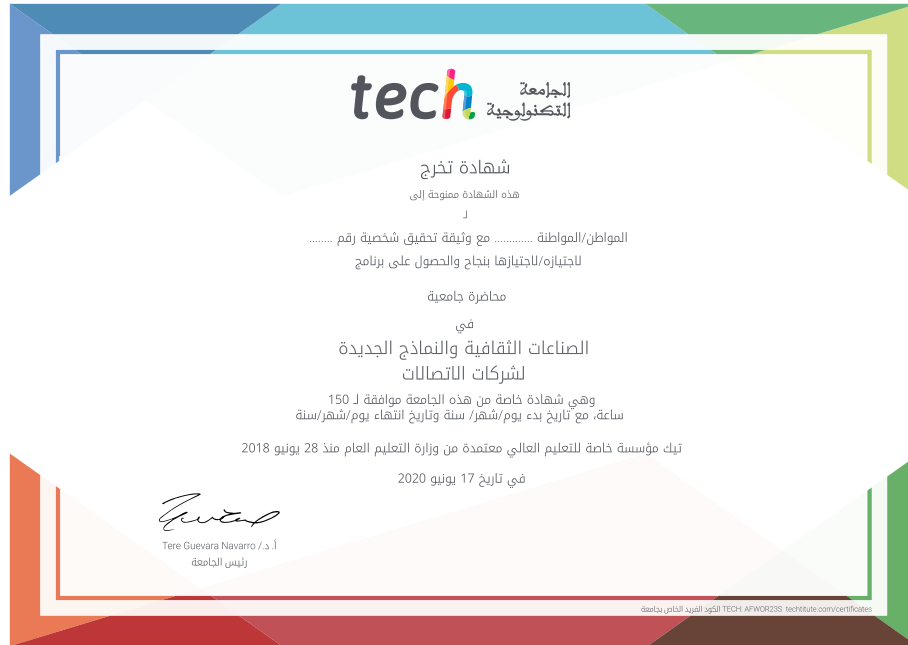 tech الجامعة
التكنولوجية
شهادة تخرج
هذه الشهادة ممنوحة إلى
لـ
المواطن/المواطنة ............ مع وثيقة تحقيق شخصية رقم ........
لاجتيازه/لاجتيازها بنجاح والحصول على برنامج
محاضرة جامعية
في
الصناعات الثقافية والنماذج الجديدة
لشركات الاتصالات
وهي شهادة خاصة من هذه الجامعة موافقة لـ 150
ساعة، مع تاريخ بدء يوم/شهر/ سنة وتاريخ انتهاء يوم/شهر/سنة
تيك مؤسسة خاصة للتعليم العالي معتمدة من وزارة التعليم العام منذ 28 يونيو 2018
في تاريخ 17 يونيو 2020
أ. د./ Tere Guevara Navarro
رئيس الجامعة
الكود الفريد الخاص بجامعة TECH: AFWOR23S techtitute.com/certificates